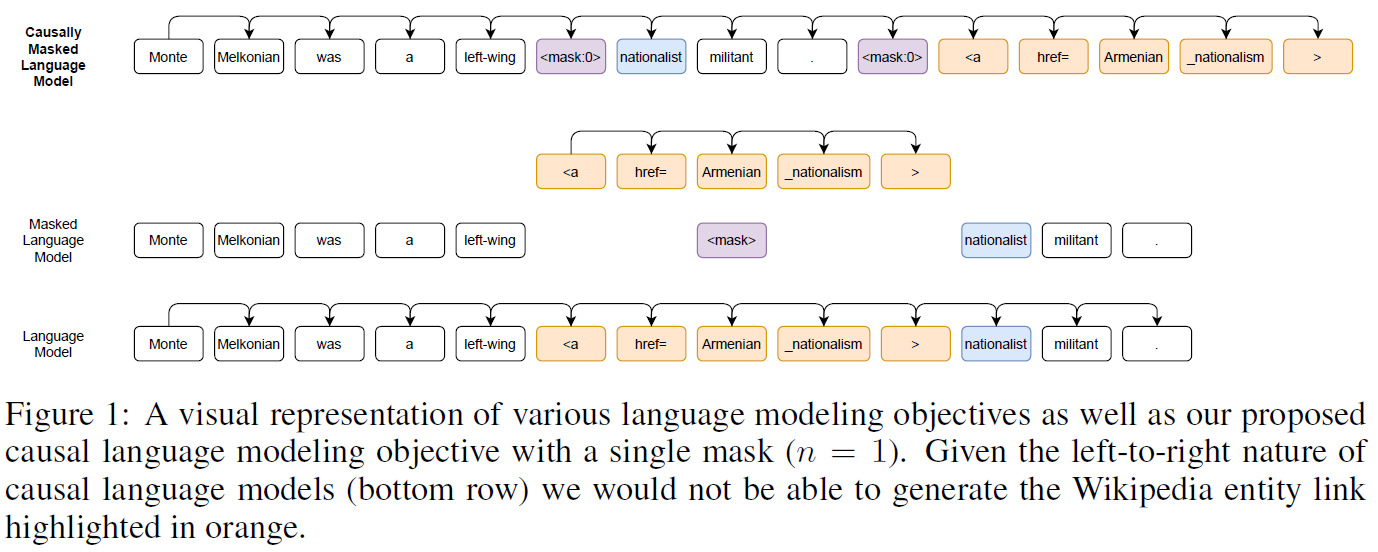 Causally
Masked
Language
Model
Monte Melkonian was a left-wing <mask:0> nationalist militant . <mask:0> <a href= Armenian _nationalism >
<a href= Armenian _nationalism >
Masked
Language
Model
Monte Melkonian was a left-wing <mask> nationalist militant .
Language
Model
Monte Melkonian was a left-wing <a href= Armenian _nationalism > nationalist militant .
Figure 1: A visual representation of various language modeling objectives as well as our proposed
causal language modeling objective with a single mask (n = 1). Given the left-to-right nature of
causal language models (bottom row) we would not be able to generate the Wikipedia entity link
highlighted in orange.